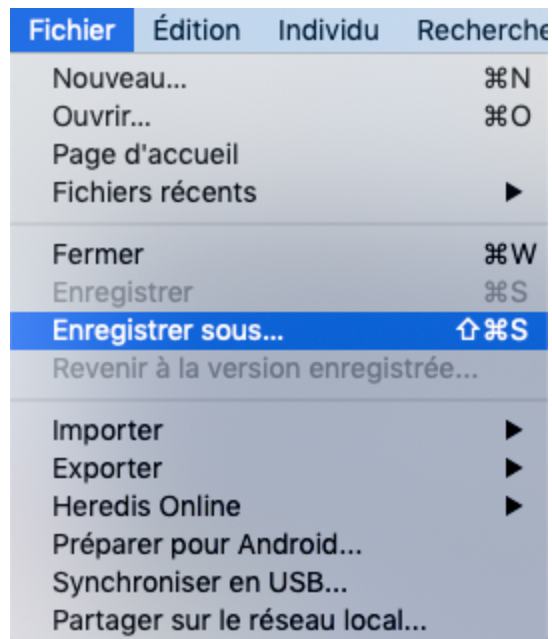 Fichier Édition Individu Recherche
Nouveau... ⌘N
Ouvrir... ⌘O
Page d'accueil
Fichiers récents ▶
Fermer ⌘W
Enregistrer ⌘S
Enregistrer sous... ⇧⌘S
Revenir à la version enregistrée...
Importer ▶
Exporter ▶
Heredis Online ▶
Préparer pour Android...
Synchroniser en USB...
Partager sur le réseau local...